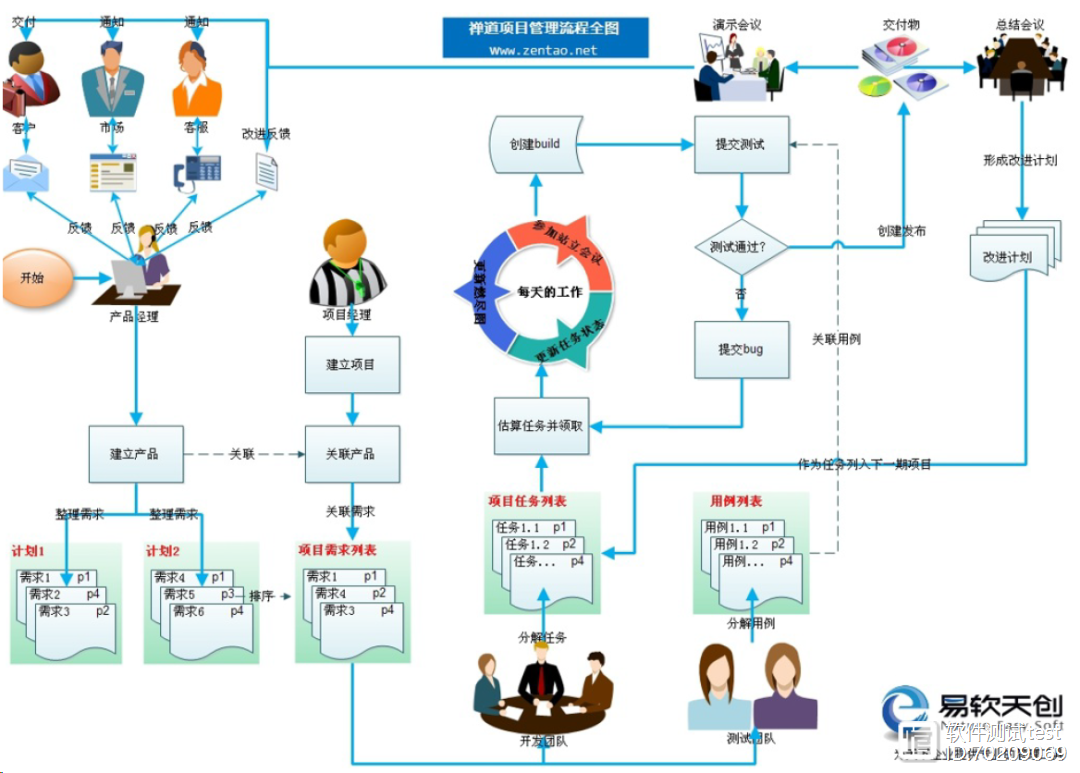 禅道项目管理流程全图
www.zentao.net
交付
通知
通知
演示会议
交付物
总结会议
客户
市场
客服
改进反馈
创建build
提交测试
形成改进计划
反馈
反馈
反馈
反馈
参加站立会议
测试通过?
创建发布
改进计划
开始
每天的工作
更新燃尽图
更新任务状态
否
产品经理
项目经理
关联用例
建立项目
提交bug
估算任务并领取
建立产品
关联
关联产品
作为任务列入下一期项目
整理需求
整理需求
关联需求
项目任务列表
任务1.1 p1
任务1.2 p2
任务... p4
用例列表
用例1.1 p1
用例1.2 p2
用例... p4
计划1
需求1 p1
需求2 p4
需求3 p2
计划2
需求4 p1
需求5 p3
需求6 p4
排序
项目需求列表
需求1 p1
需求4 p2
需求3 p4
分解任务
分解用例
开发团队
测试团队
易软天创
软件测试test